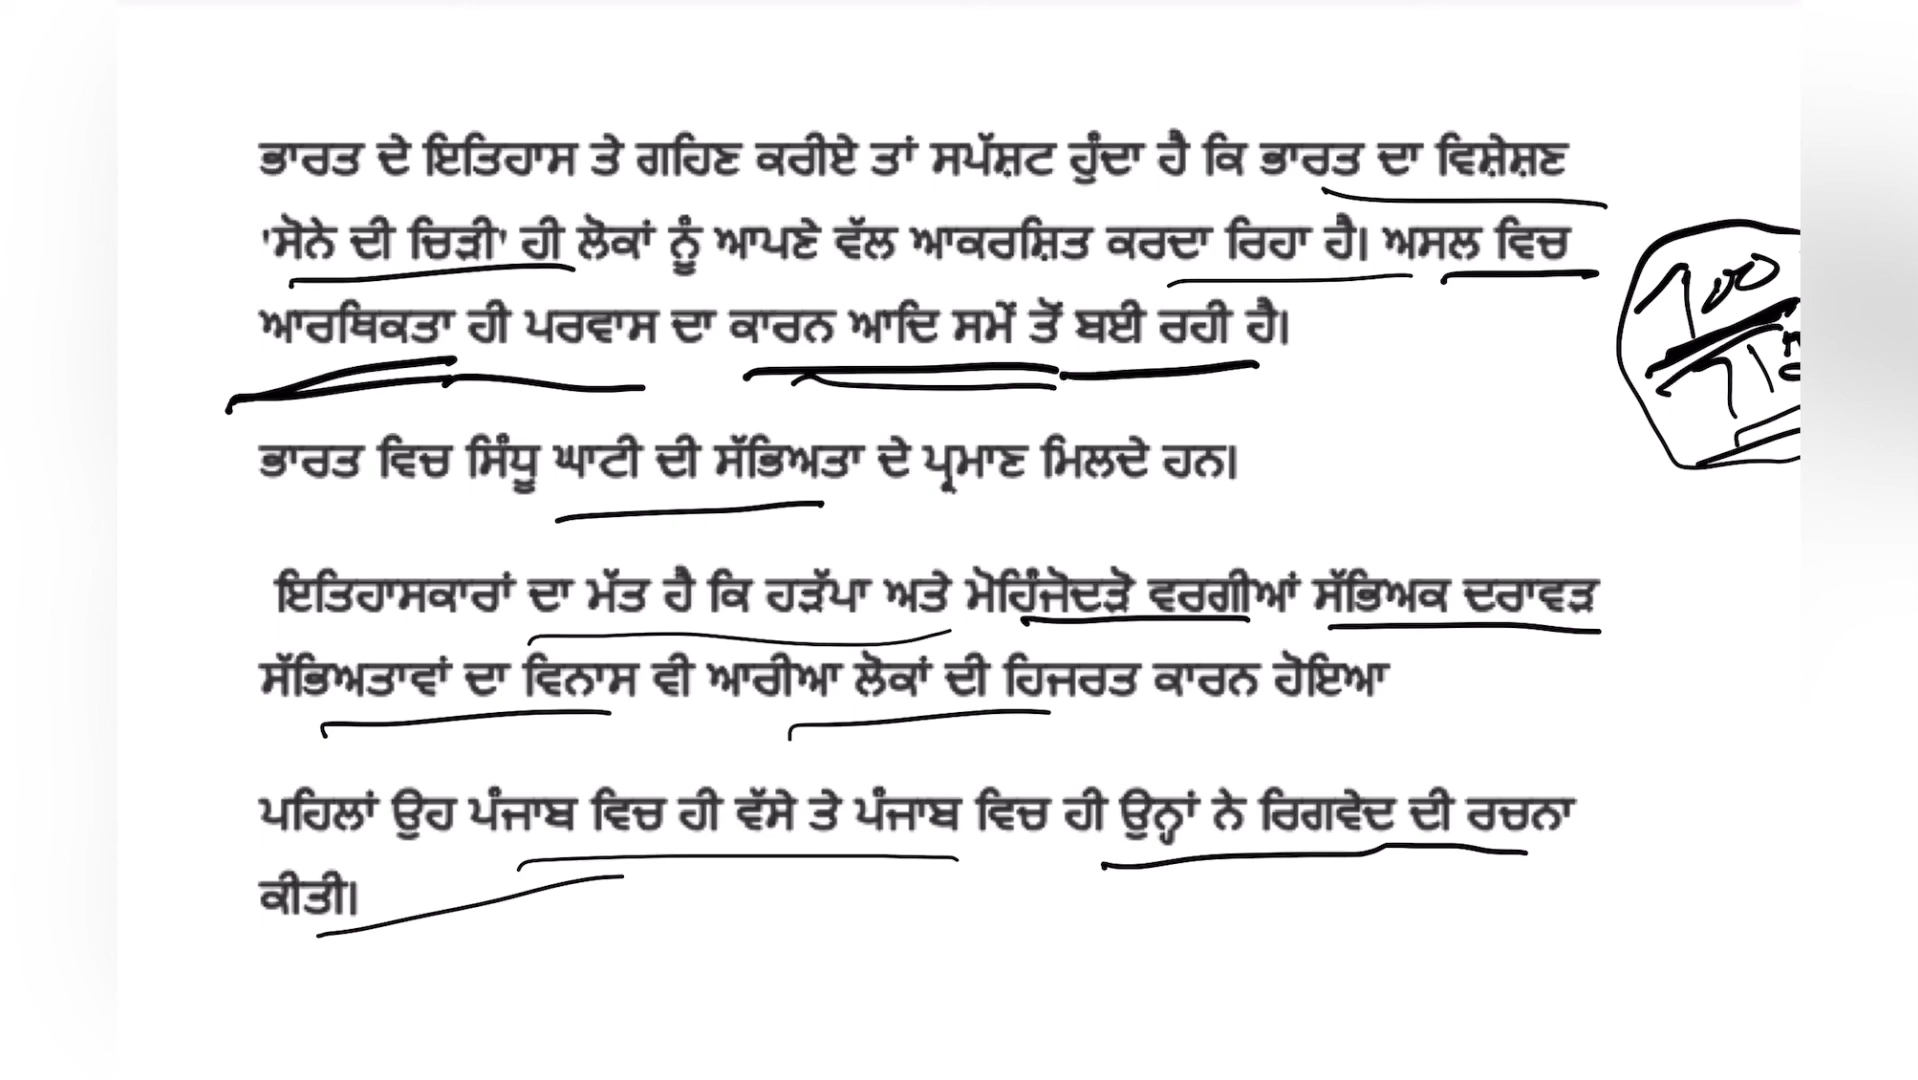 ਭਾਰਤ ਦੇ ਇਤਿਹਾਸ ਤੇ ਗਹਿਣ ਕਰੀਏ ਤਾਂ ਸਪੱਸ਼ਟ ਹੁੰਦਾ ਹੈ ਕਿ ਭਾਰਤ ਦਾ ਵਿਸ਼ੇਸ਼ਣ
'ਸੋਨੇ ਦੀ ਚਿੜੀ' ਹੀ ਲੋਕਾਂ ਨੂੰ ਆਪਣੇ ਵੱਲ ਆਕਰਸ਼ਿਤ ਕਰਦਾ ਰਿਹਾ ਹੈ। ਅਸਲ ਵਿਚ
ਆਰਥਿਕਤਾ ਹੀ ਪਰਵਾਸ ਦਾ ਕਾਰਨ ਆਦਿ ਸਮੇਂ ਤੋਂ ਬਈ ਰਹੀ ਹੈ।
ਭਾਰਤ ਵਿਚ ਸਿੰਧੂ ਘਾਟੀ ਦੀ ਸੱਭਿਅਤਾ ਦੇ ਪ੍ਰਮਾਣ ਮਿਲਦੇ ਹਨ।
ਇਤਿਹਾਸਕਾਰਾਂ ਦਾ ਮੱਤ ਹੈ ਕਿ ਹੜੱਪਾ ਅਤੇ ਮੋਹਿੰਜੋਦੜੋ ਵਰਗੀਆਂ ਸੱਭਿਅਕ ਦਰਾਵੜ
ਸੱਭਿਅਤਾਵਾਂ ਦਾ ਵਿਨਾਸ ਵੀ ਆਰੀਆ ਲੋਕਾਂ ਦੀ ਹਿਜਰਤ ਕਾਰਨ ਹੋਇਆ
ਪਹਿਲਾਂ ਉਹ ਪੰਜਾਬ ਵਿਚ ਹੀ ਵੱਸੇ ਤੇ ਪੰਜਾਬ ਵਿਚ ਹੀ ਉਨ੍ਹਾਂ ਨੇ ਰਿਗਵੇਦ ਦੀ ਰਚਨਾ
ਕੀਤੀ।